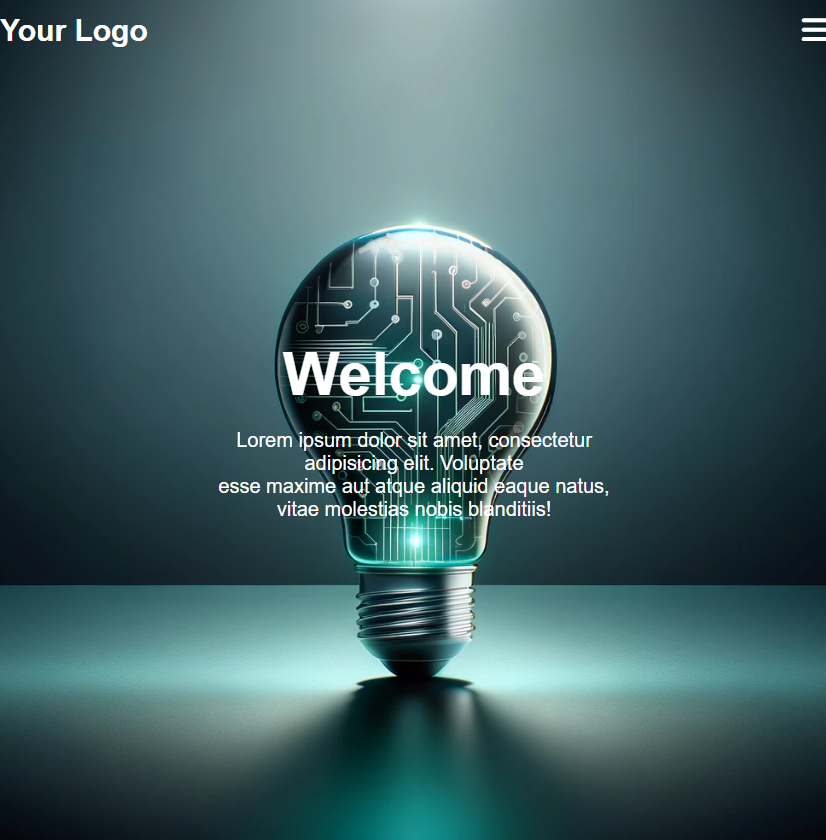 Your Logo
Welcome
Lorem ipsum dolor sit amet, consectetur
adipisicing elit. Voluptate
esse maxime aut atque aliquid eaque natus,
vitae molestias nobis blanditiis!